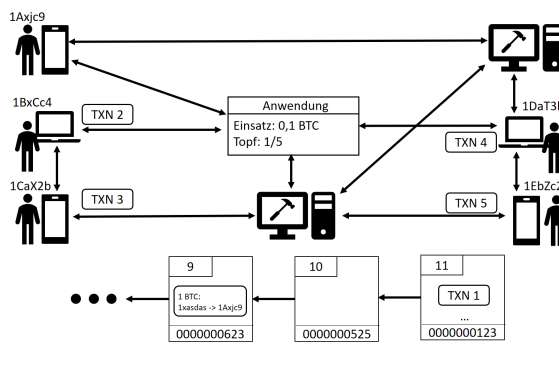 1Axjc9
1BxCc4
TXN 2
Anwendung
Einsatz: 0,1 BTC
Topf: 1/5
TXN 4
1CaX2b
TXN 3
TXN 5
9
10
11
1 BTC:
1xasdas -> 1Axjc9
TXN 1
...
0000000623
0000000525
0000000123